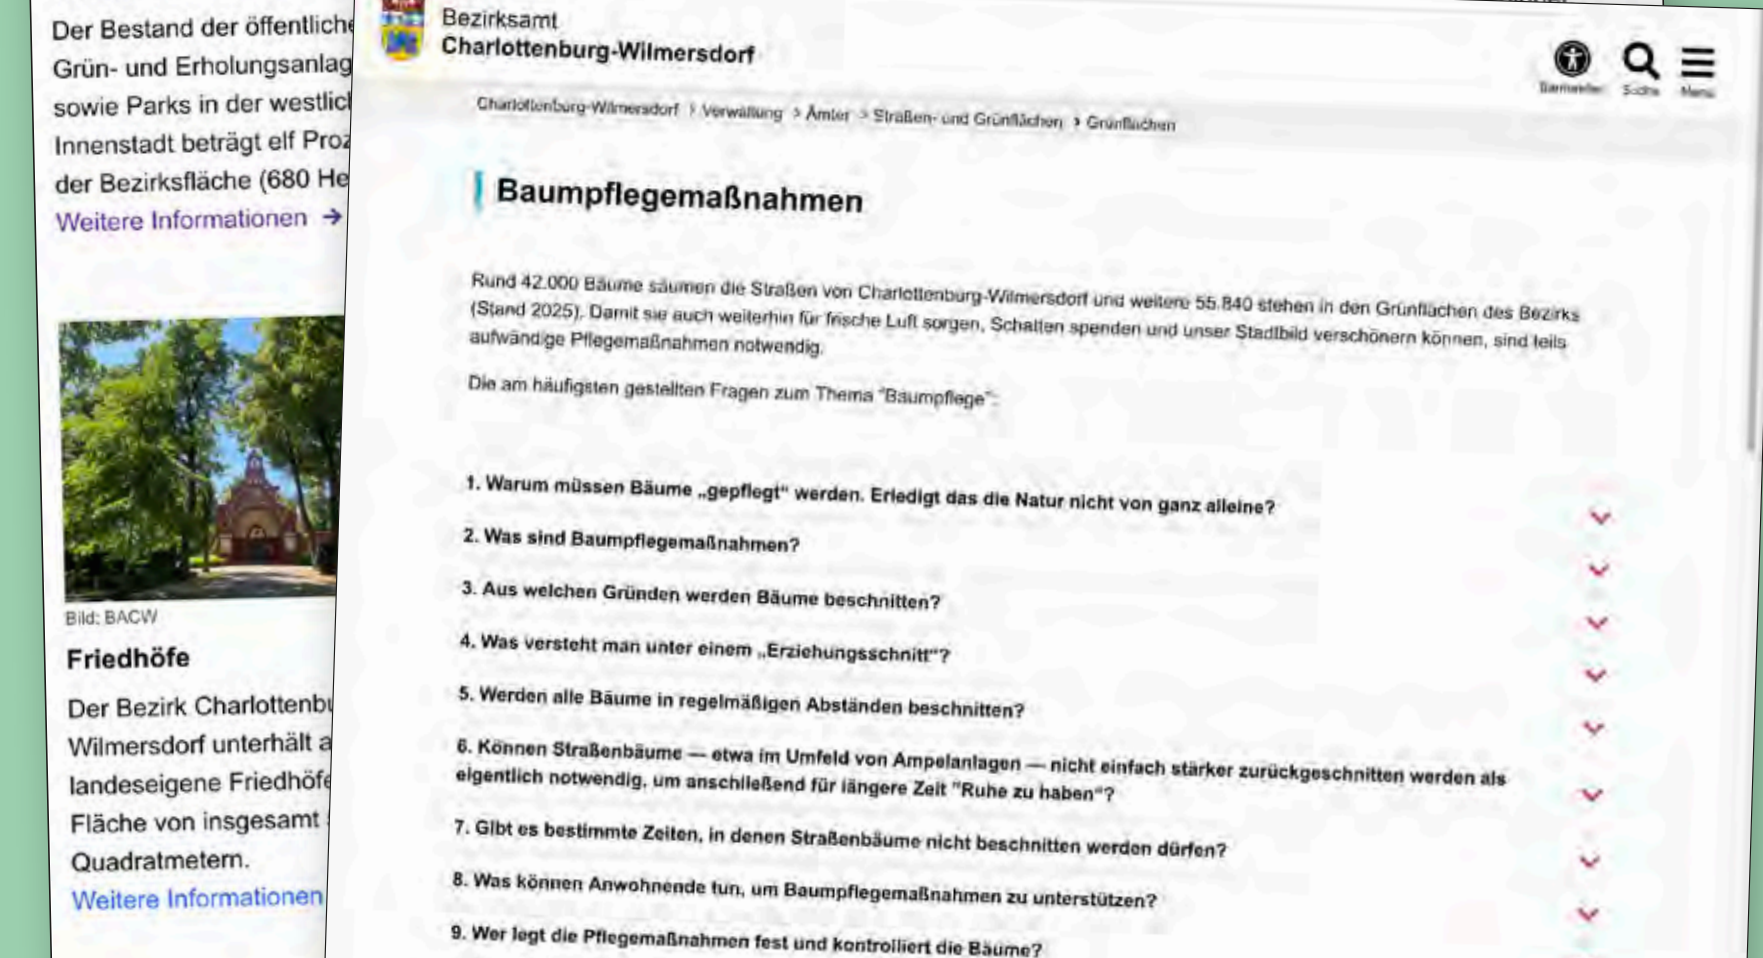 Der Bestand der öffentliche
Grün- und Erholungsanlag
sowie Parks in der westlich
Innenstadt beträgt elf Proz
der Bezirksfläche (680 He
Weitere Informationen →
Bild: BACW
Friedhöfe
Der Bezirk Charlottenbu
Wilmersdorf unterhält a
landeseigene Friedhöfe
Fläche von insgesamt
Quadratmetern.
Weitere Informationen
Bezirksamt
Charlottenburg-Wilmersdorf
Barrierefrei Suche Menü
Charlottenburg-Wilmersdorf > Verwaltung > Ämter > Straßen- und Grünflächen > Grünflächen
Baumpflegemaßnahmen
Rund 42.000 Bäume säumen die Straßen von Charlottenburg-Wilmersdorf und weitere 55.840 stehen in den Grünflächen des Bezirks
(Stand 2025). Damit sie auch weiterhin für frische Luft sorgen, Schatten spenden und unser Stadtbild verschönern können, sind teils
aufwändige Pflegemaßnahmen notwendig.
Die am häufigsten gestellten Fragen zum Thema "Baumpflege":
1. Warum müssen Bäume „gepflegt“ werden. Erledigt das die Natur nicht von ganz alleine?
2. Was sind Baumpflegemaßnahmen?
3. Aus welchen Gründen werden Bäume beschnitten?
4. Was versteht man unter einem „Erziehungsschnitt“?
5. Werden alle Bäume in regelmäßigen Abständen beschnitten?
6. Können Straßenbäume — etwa im Umfeld von Ampelanlagen — nicht einfach stärker zurückgeschnitten werden als
eigentlich notwendig, um anschließend für längere Zeit "Ruhe zu haben"?
7. Gibt es bestimmte Zeiten, in denen Straßenbäume nicht beschnitten werden dürfen?
8. Was können Anwohnende tun, um Baumpflegemaßnahmen zu unterstützen?
9. Wer legt die Pflegemaßnahmen fest und kontrolliert die Bäume?